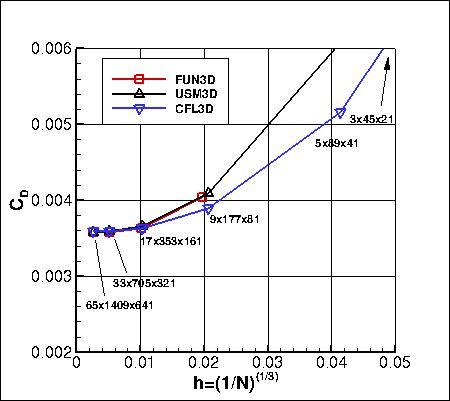 0.006
FUN3D
USM3D
CFL3D
3x45x21
0.005
5x89x41
C_D
0.004
9x177x81
17x353x161
0.003
33x705x321
65x1409x641
0.002
0 0.01 0.02 0.03 0.04 0.05
h=(1/N)^(1/3)